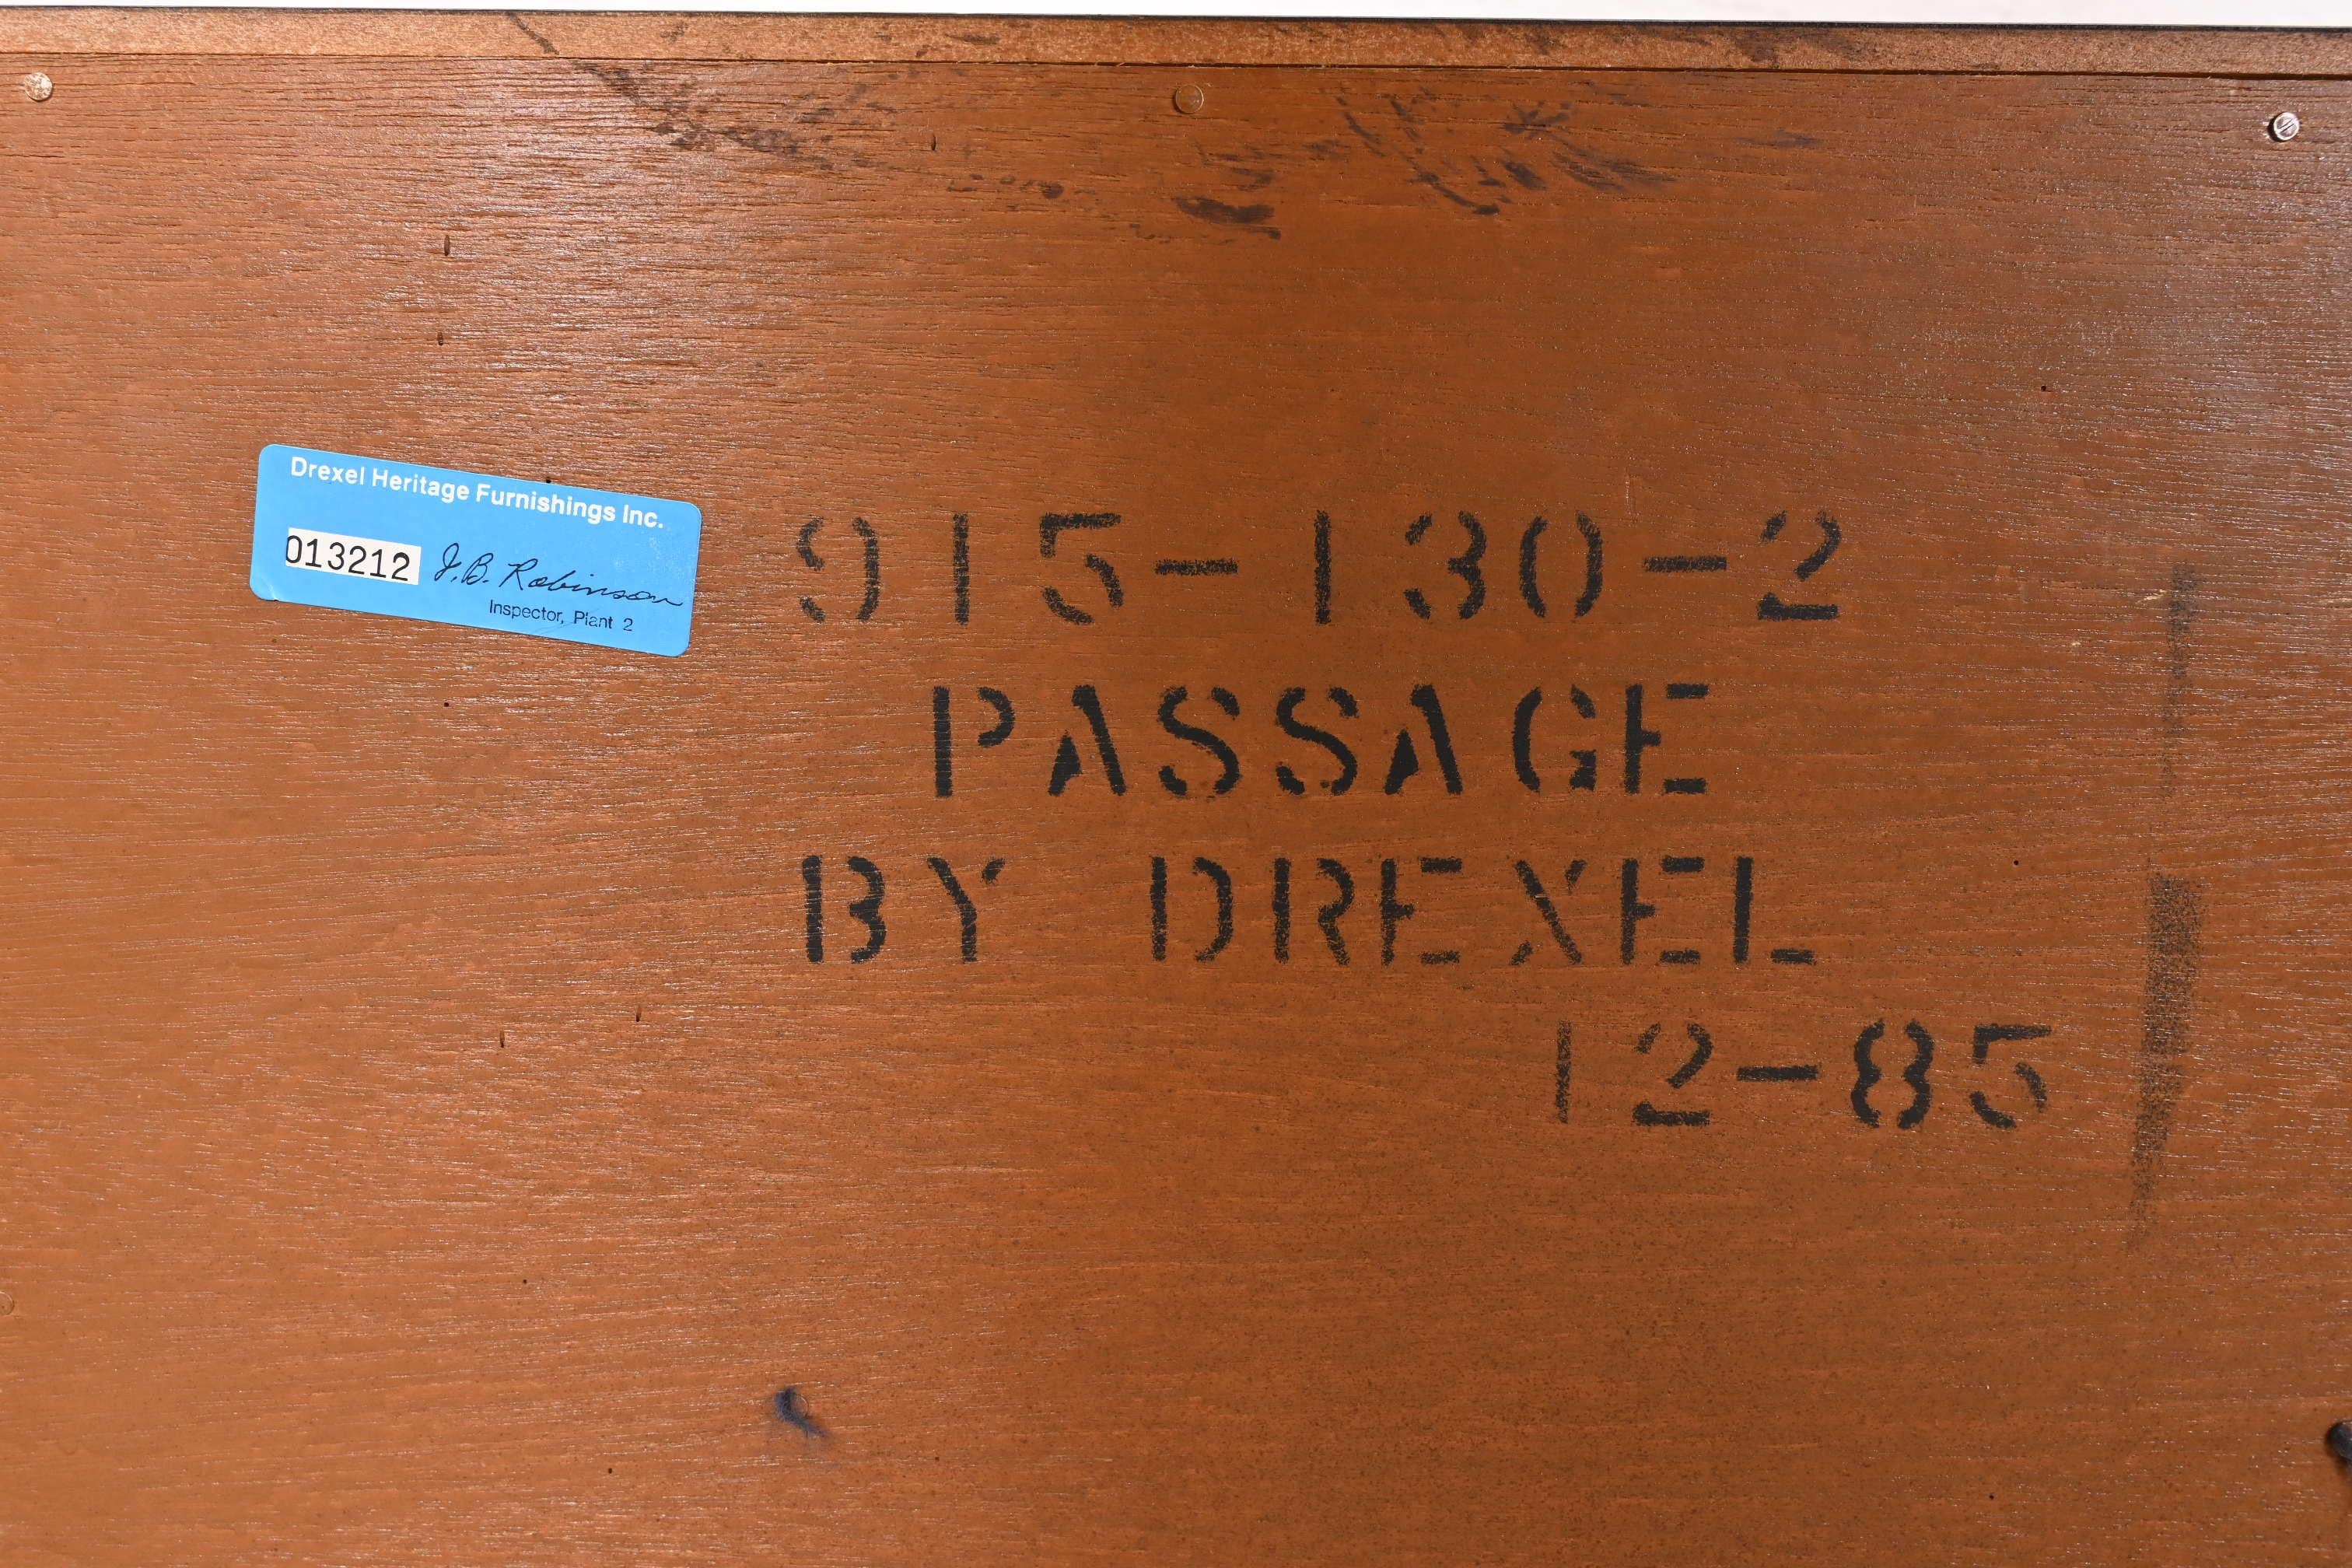 Drexel Heritage Furnishings Inc.
013212 J.B. Robinson
Inspector, Plant 2
915-130-2
PASSAGE
BY DREXEL
12-85